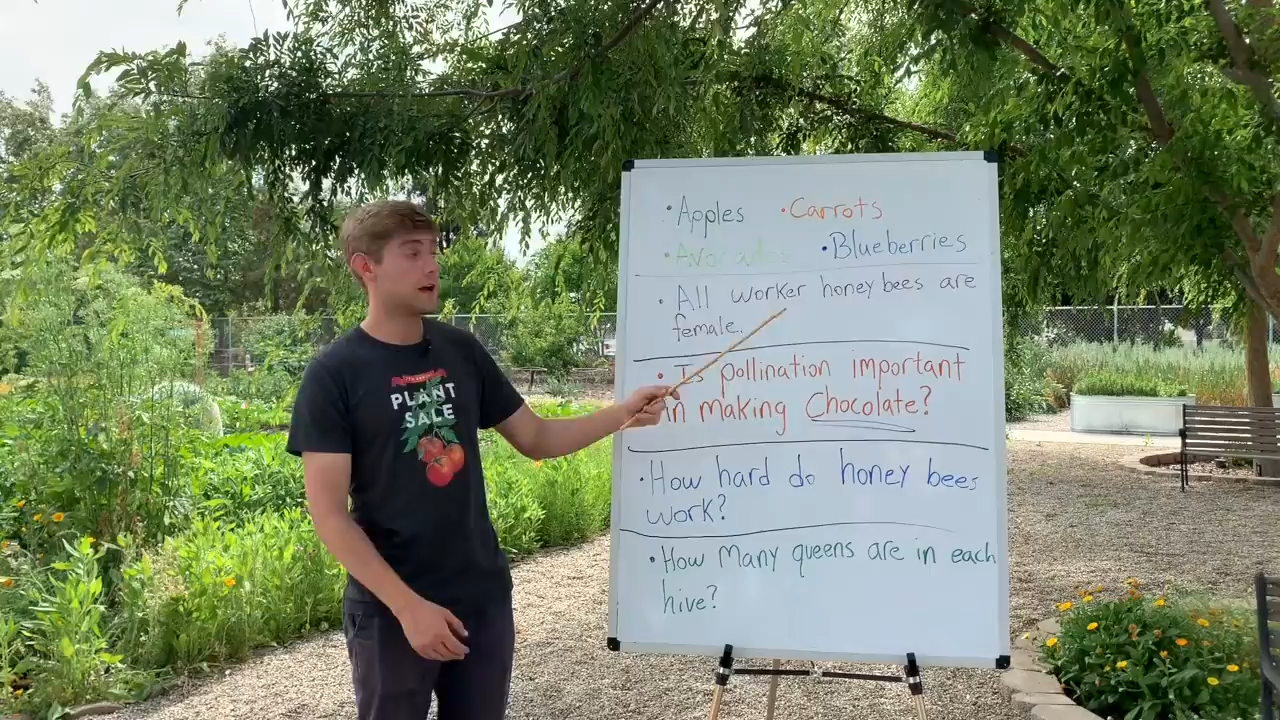 • Apples • Carrots
• Avocados • Blueberries
• All worker honey bees are
female.
• Is pollination important
in making Chocolate?
• How hard do honey bees
work?
• How Many queens are in each
hive?
PLANT
SALE